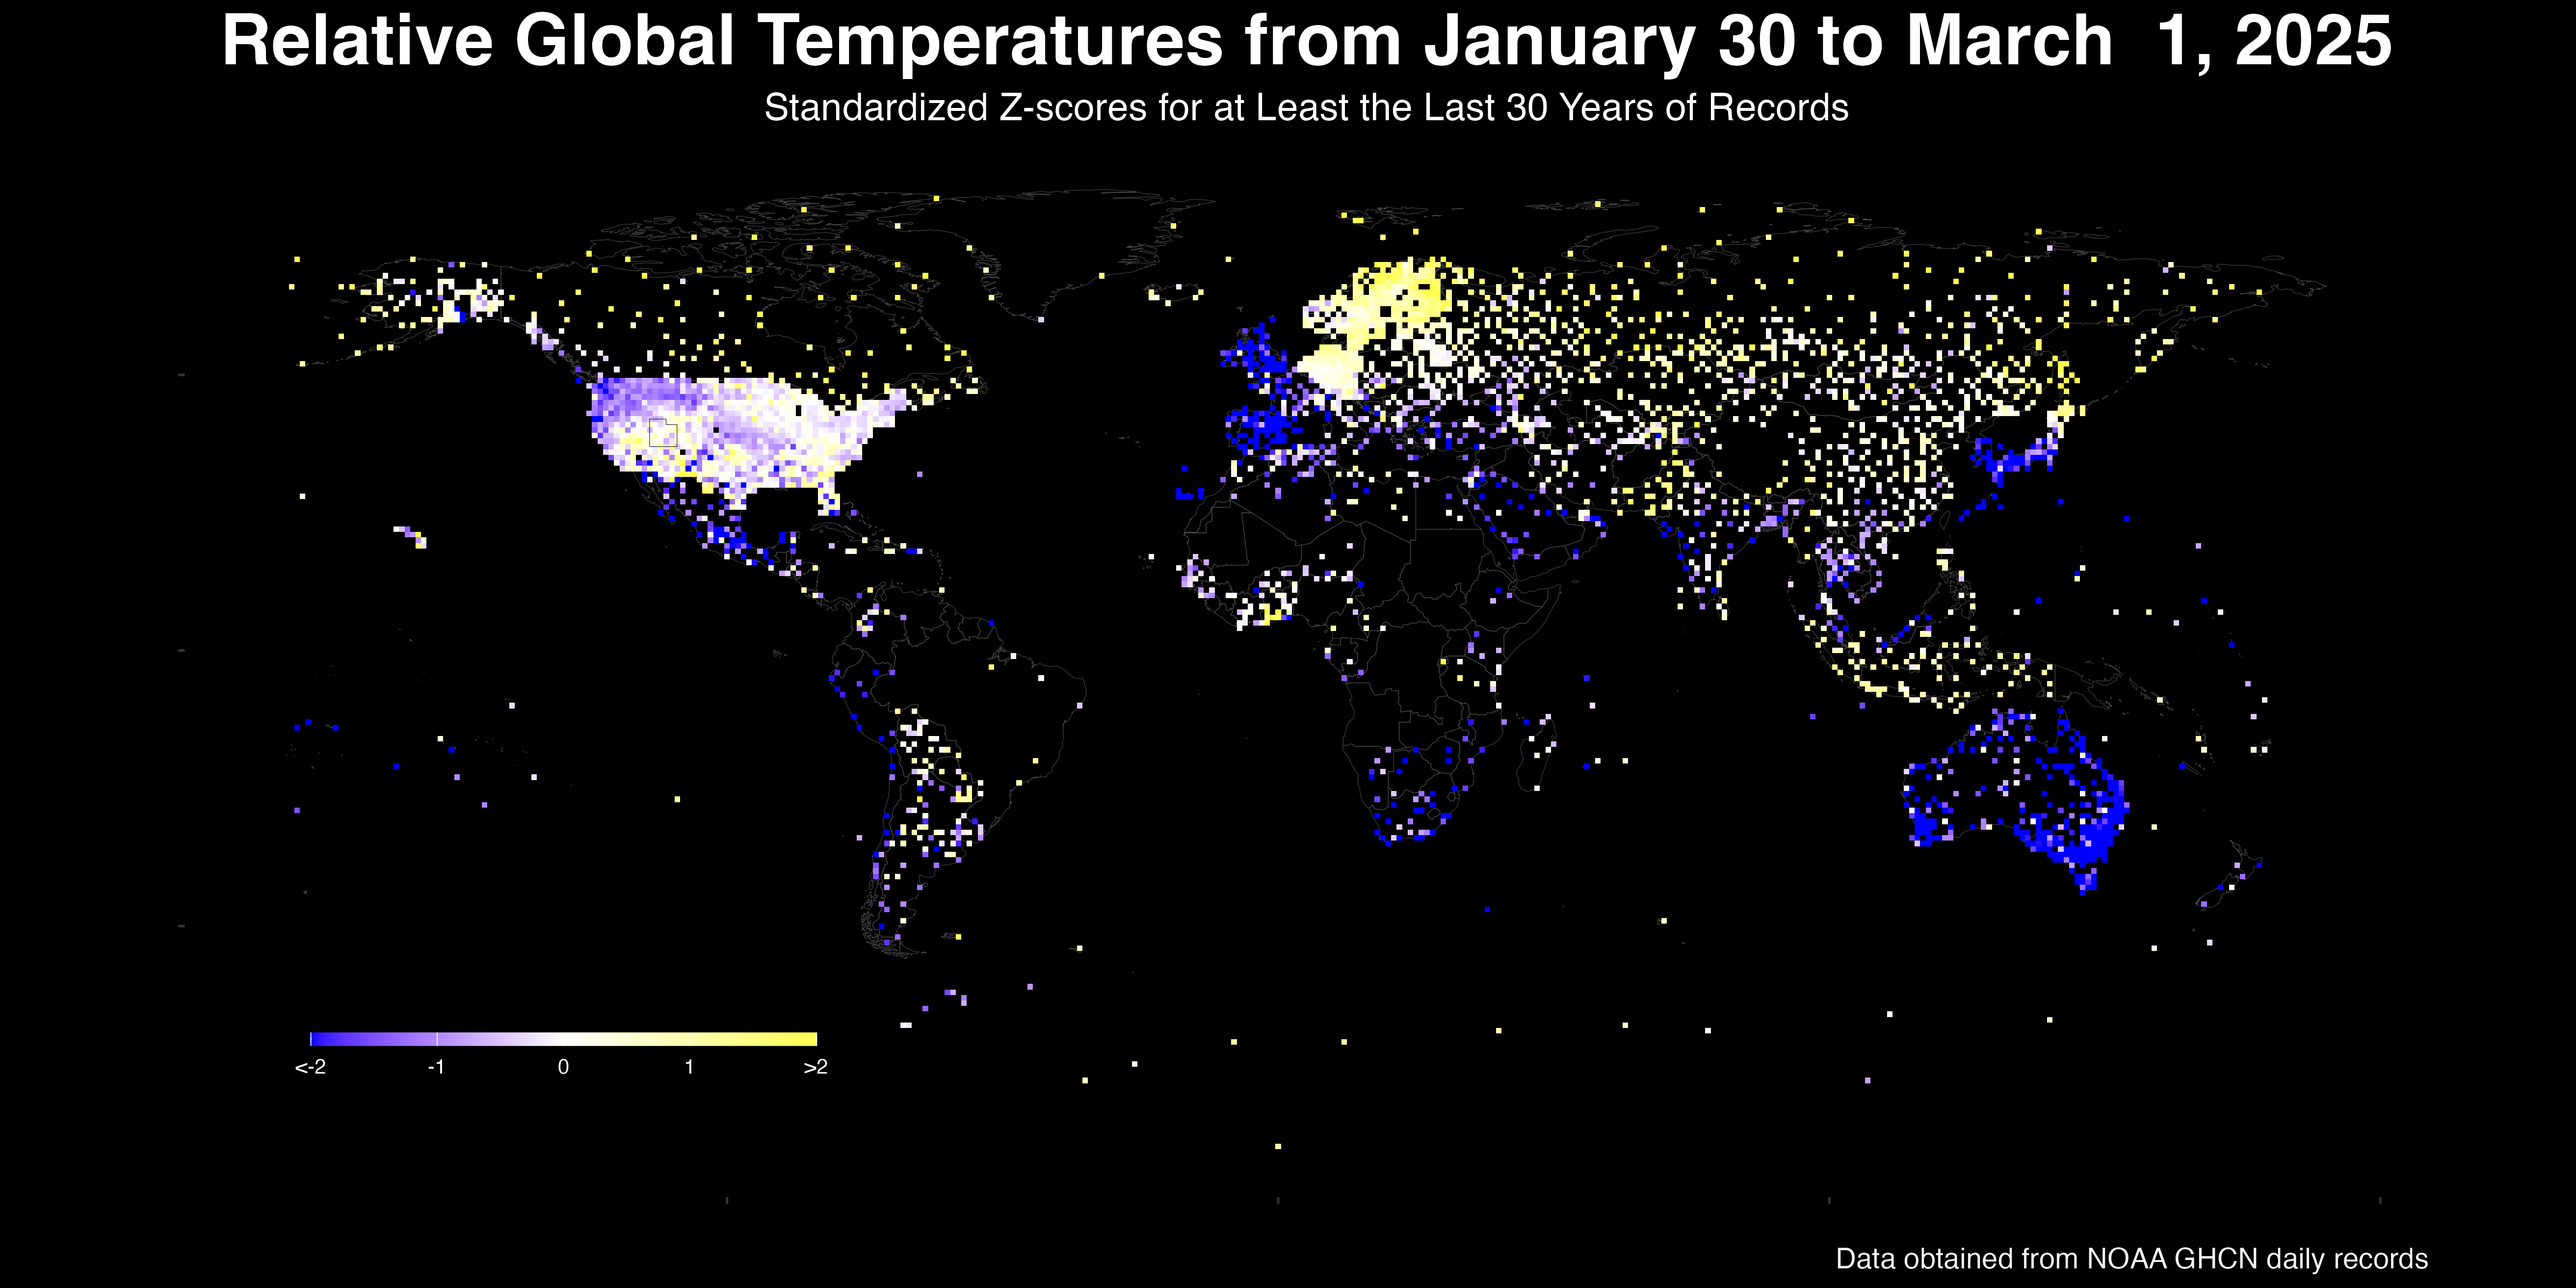 Relative Global Temperatures from January 30 to March  1, 2025
Standardized Z-scores for at Least the Last 30 Years of Records
<-2 -1 0 1 >2
Data obtained from NOAA GHCN daily records